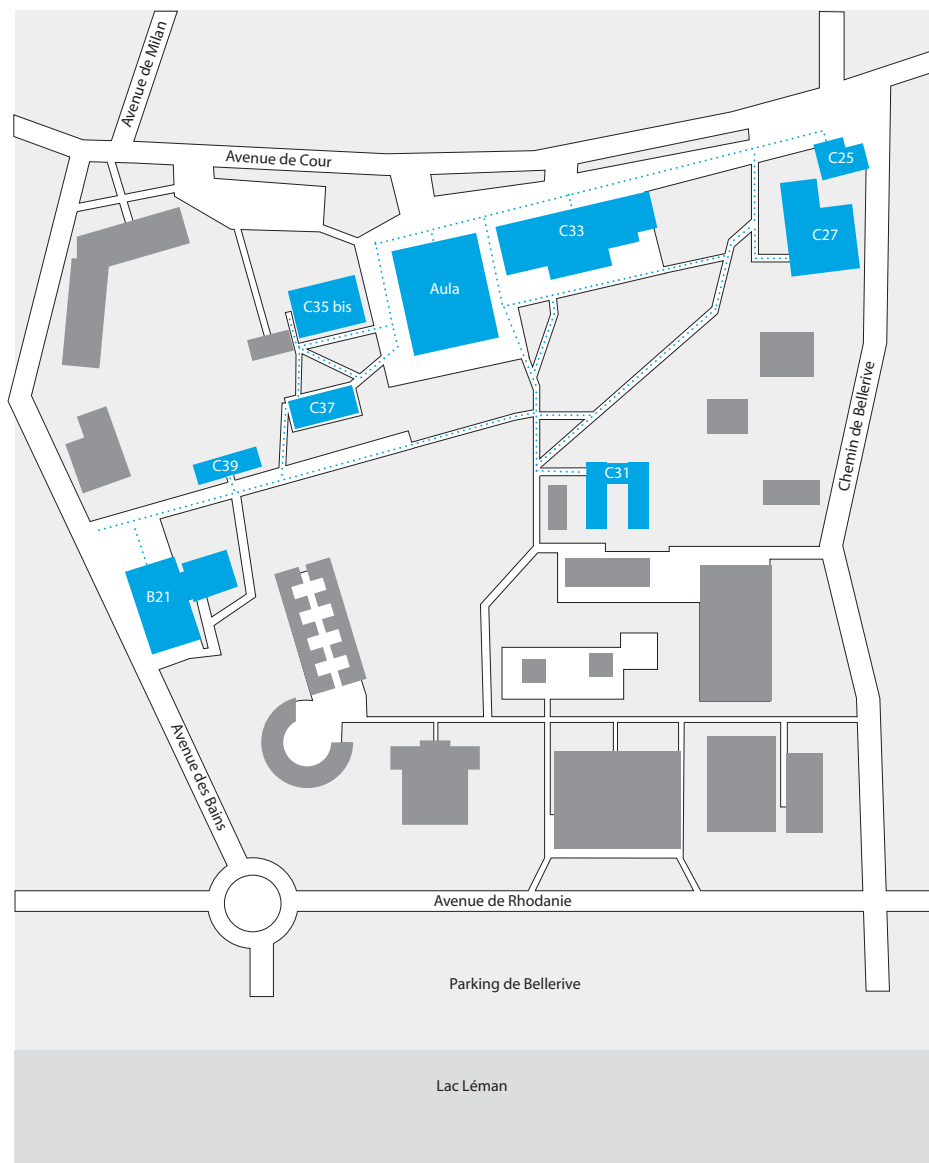 Avenue de Milan
Avenue de Cour
C25
C33
C27
Aula
C35 bis
C37
Chemin de Bellerive
C39
C31
B21
Avenue des Bains
Avenue de Rhodanie
Parking de Bellerive
Lac Léman